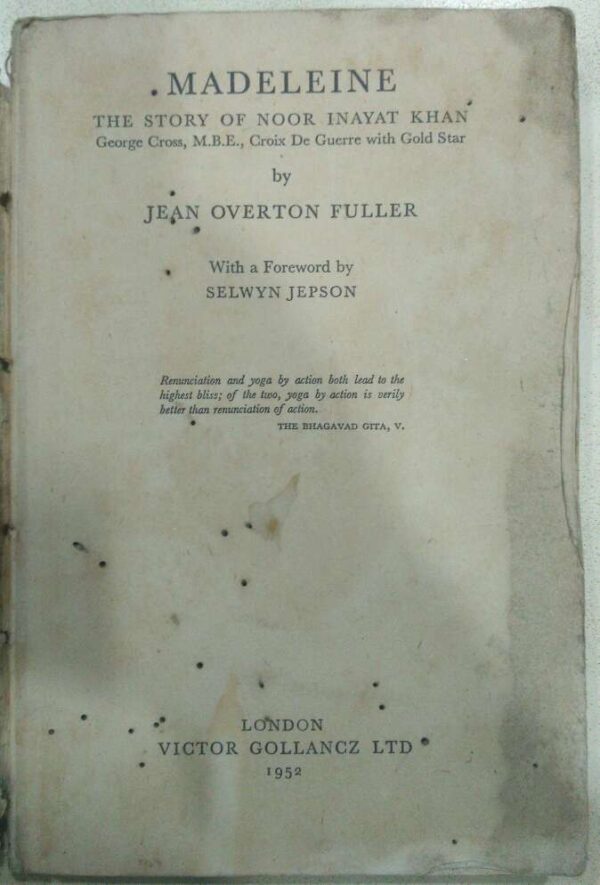 MADELEINE
THE STORY OF NOOR INAYAT KHAN
George Cross, M.B.E., Croix De Guerre with Gold Star
by
JEAN OVERTON FULLER
With a Foreword by
SELWYN JEPSON
Renunciation and yoga by action both lead to the
highest bliss; of the two, yoga by action is verily
better than renunciation of action.
THE BHAGAVAD GITA, V.
LONDON
VICTOR GOLLANCZ LTD
1952